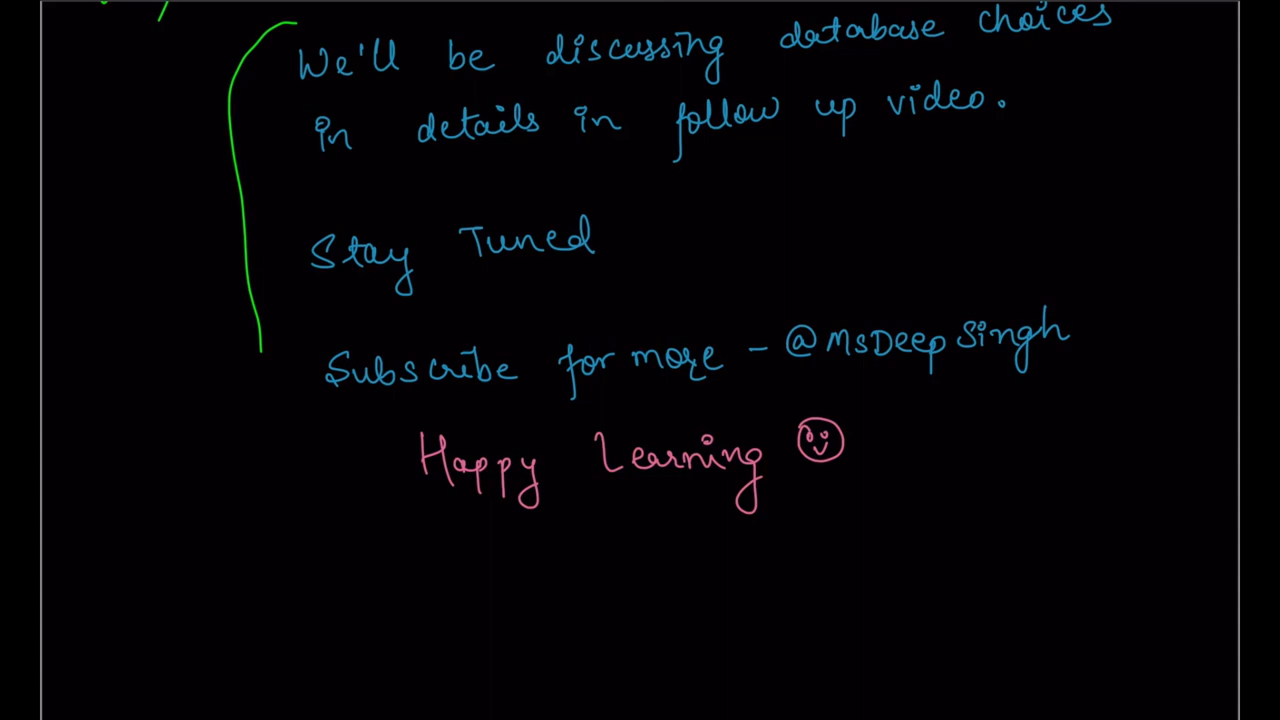 We'll be discussing database choices
in details in follow up video.
Stay Tuned
Subscribe for more - @MsDeepSingh
Happy Learning